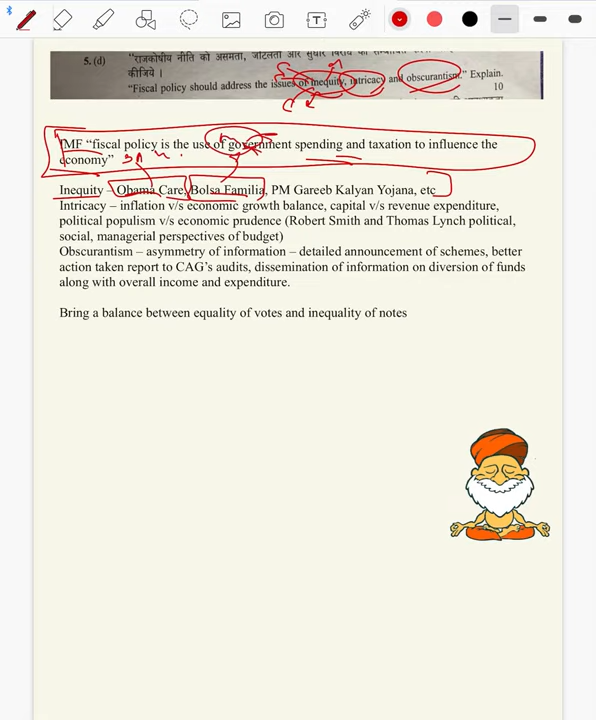 5. (d) "राजकोषीय नीति को असमता, जटिलता और सुधार
कीजिये ।
"Fiscal policy should address the issues of inequity, intricacy and obscurantism." Explain.
10
IMF "fiscal policy is the use of government spending and taxation to influence the
economy"
Inequity – Obama Care, Bolsa Familia, PM Gareeb Kalyan Yojana, etc
Intricacy – inflation v/s economic growth balance, capital v/s revenue expenditure,
political populism v/s economic prudence (Robert Smith and Thomas Lynch political,
social, managerial perspectives of budget)
Obscurantism – asymmetry of information – detailed announcement of schemes, better
action taken report to CAG's audits, dissemination of information on diversion of funds
along with overall income and expenditure.
Bring a balance between equality of votes and inequality of notes